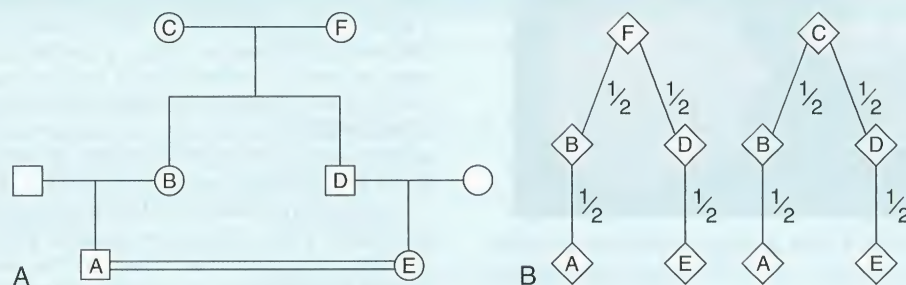 C F F C
1/2 1/2 1/2 1/2
B D B D B D
1/2 1/2 1/2 1/2
A A E B A E A E